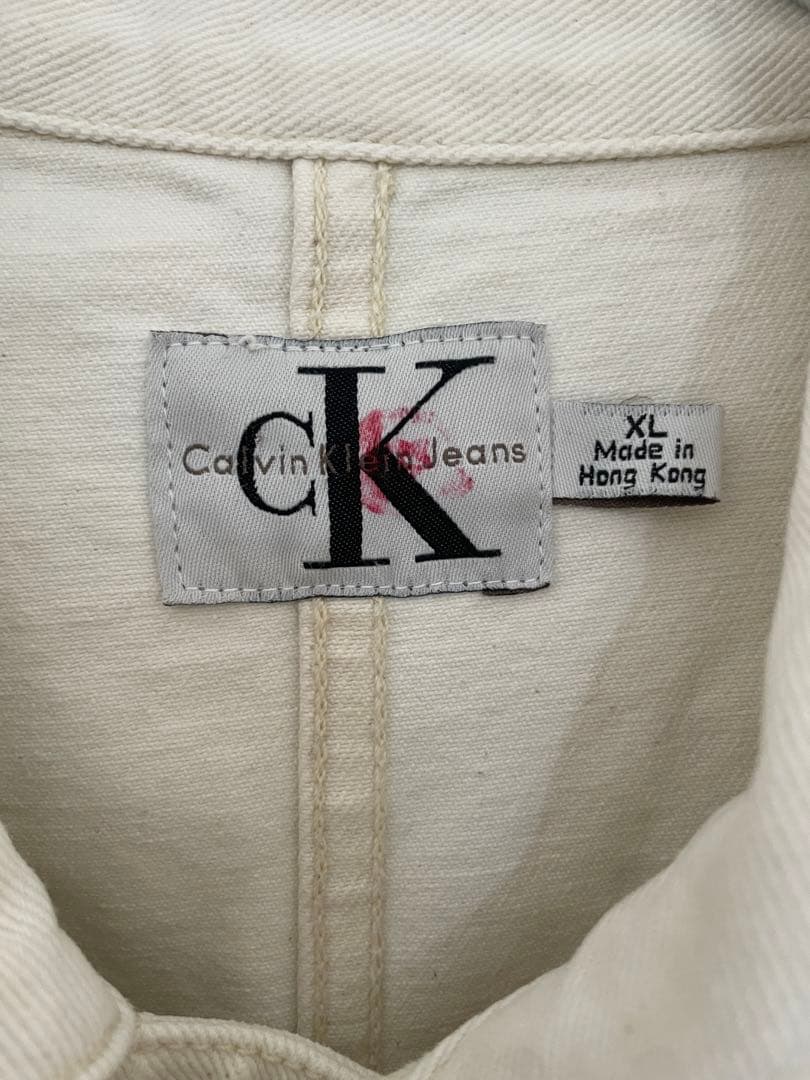 cK
Calvin Klein Jeans
XL
Made in
Hong Kong